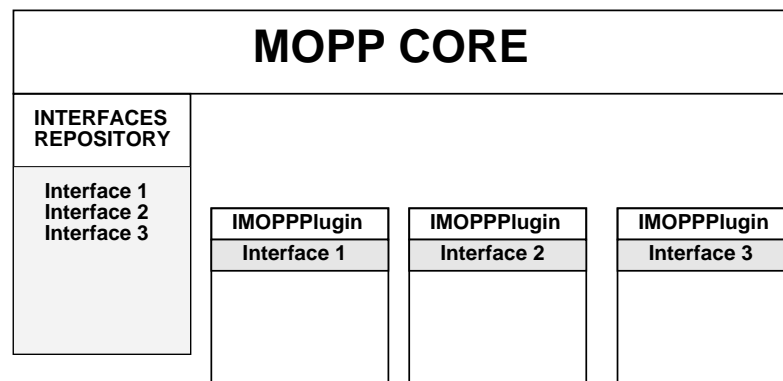 MOPP CORE
INTERFACES
REPOSITORY
Interface 1
Interface 2
Interface 3
IMOPPPlugin
Interface 1
IMOPPPlugin
Interface 2
IMOPPPlugin
Interface 3